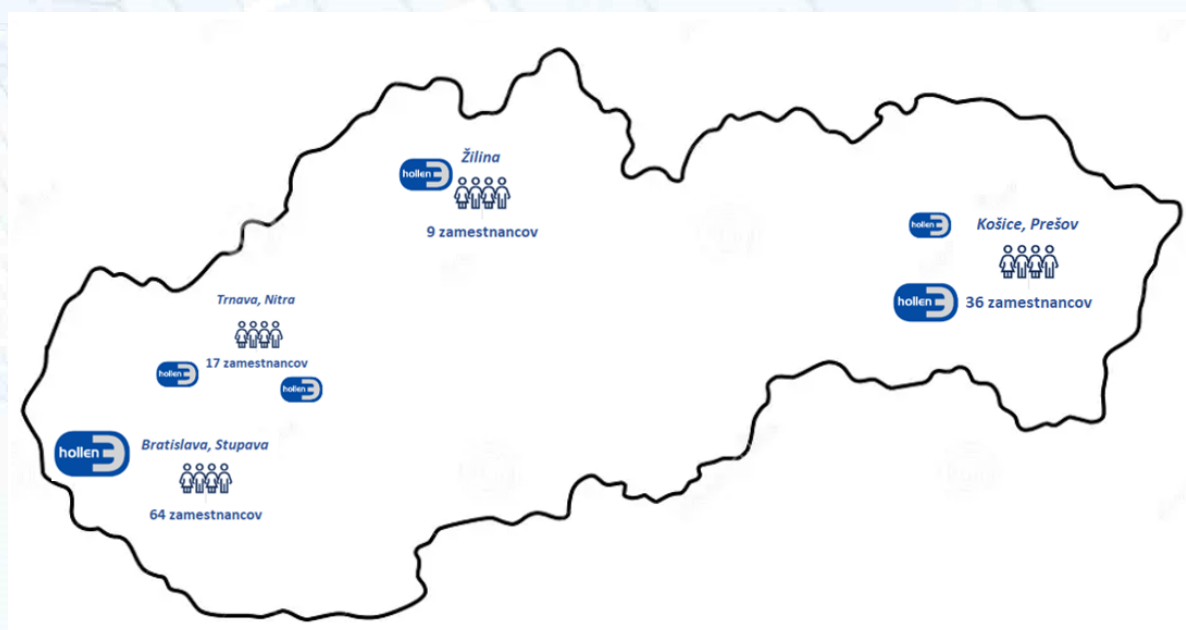 Žilina
hollen
9 zamestnancov
Košice, Prešov
hollen
hollen
36 zamestnancov
Trnava, Nitra
17 zamestnancov
hollen
hollen
Bratislava, Stupava
hollen
64 zamestnancov